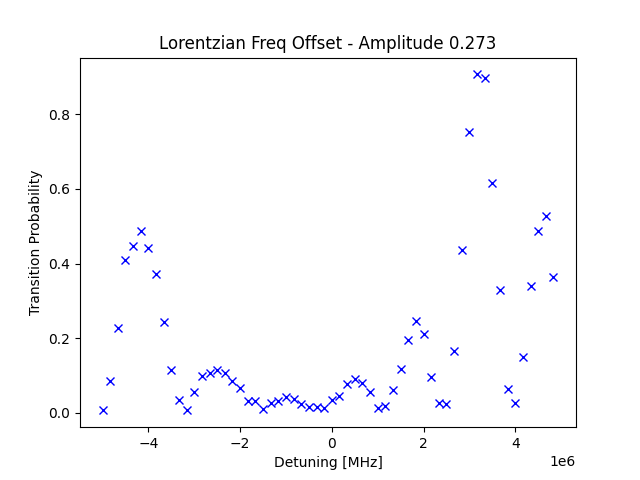 Lorentzian Freq Offset - Amplitude 0.273
Transition Probability
0.8
0.6
0.4
0.2
0.0
−4
−2
0
2
4
1e6
Detuning [MHz]